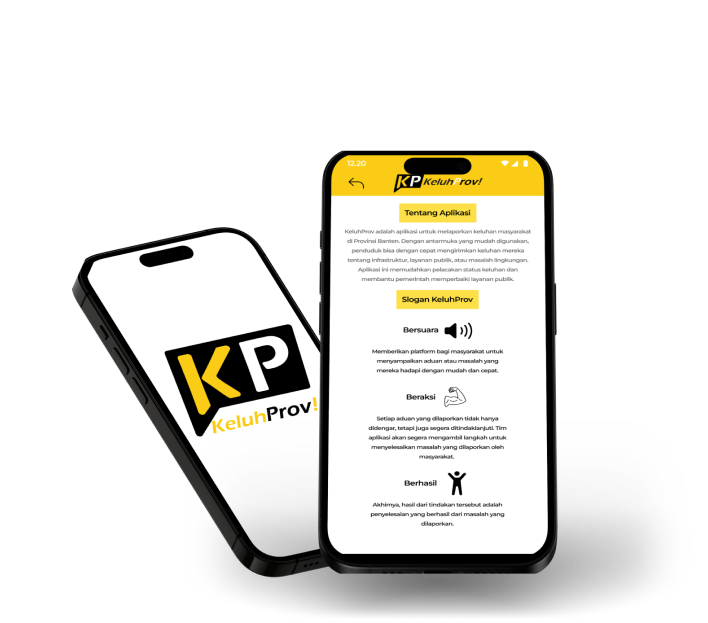 KP
KeluhProv!
12.20
KP KeluhProv!
Tentang Aplikasi
KeluhProv adalah aplikasi untuk melaporkan keluhan masyarakat
di Provinsi Banten. Dengan antarmuka yang mudah digunakan,
penduduk bisa dengan cepat mengirimkan keluhan mereka
tentang infrastruktur, layanan publik, atau masalah lingkungan.
Aplikasi ini memudahkan pelacakan status keluhan dan
membantu pemerintah memperbaiki layanan publik.
Slogan KeluhProv
Bersuara
Memberikan platform bagi masyarakat untuk
menyampaikan aduan atau masalah yang
mereka hadapi dengan mudah dan cepat.
Beraksi
Setiap aduan yang dilaporkan tidak hanya
didengar, tetapi juga segera ditindaklanjuti. Tim
aplikasi akan segera mengambil langkah untuk
menyelesaikan masalah yang dilaporkan oleh
masyarakat.
Berhasil
Akhirnya, hasil dari tindakan tersebut adalah
penyelesaian yang berhasil dari masalah yang
dilaporkan.